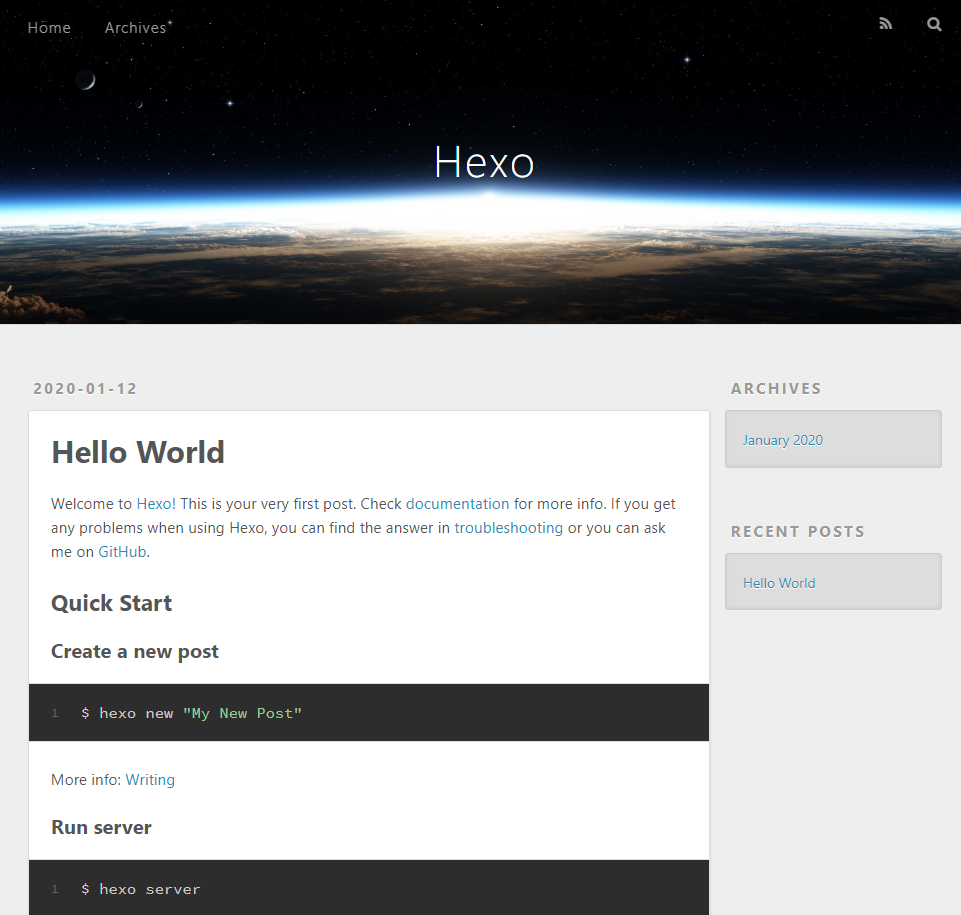 Home Archives
Hexo
2020-01-12
Hello World
Welcome to Hexo! This is your very first post. Check documentation for more info. If you get
any problems when using Hexo, you can find the answer in troubleshooting or you can ask
me on GitHub.
Quick Start
Create a new post
1 $ hexo new "My New Post"
More info: Writing
Run server
1 $ hexo server
ARCHIVES
January 2020
RECENT POSTS
Hello World